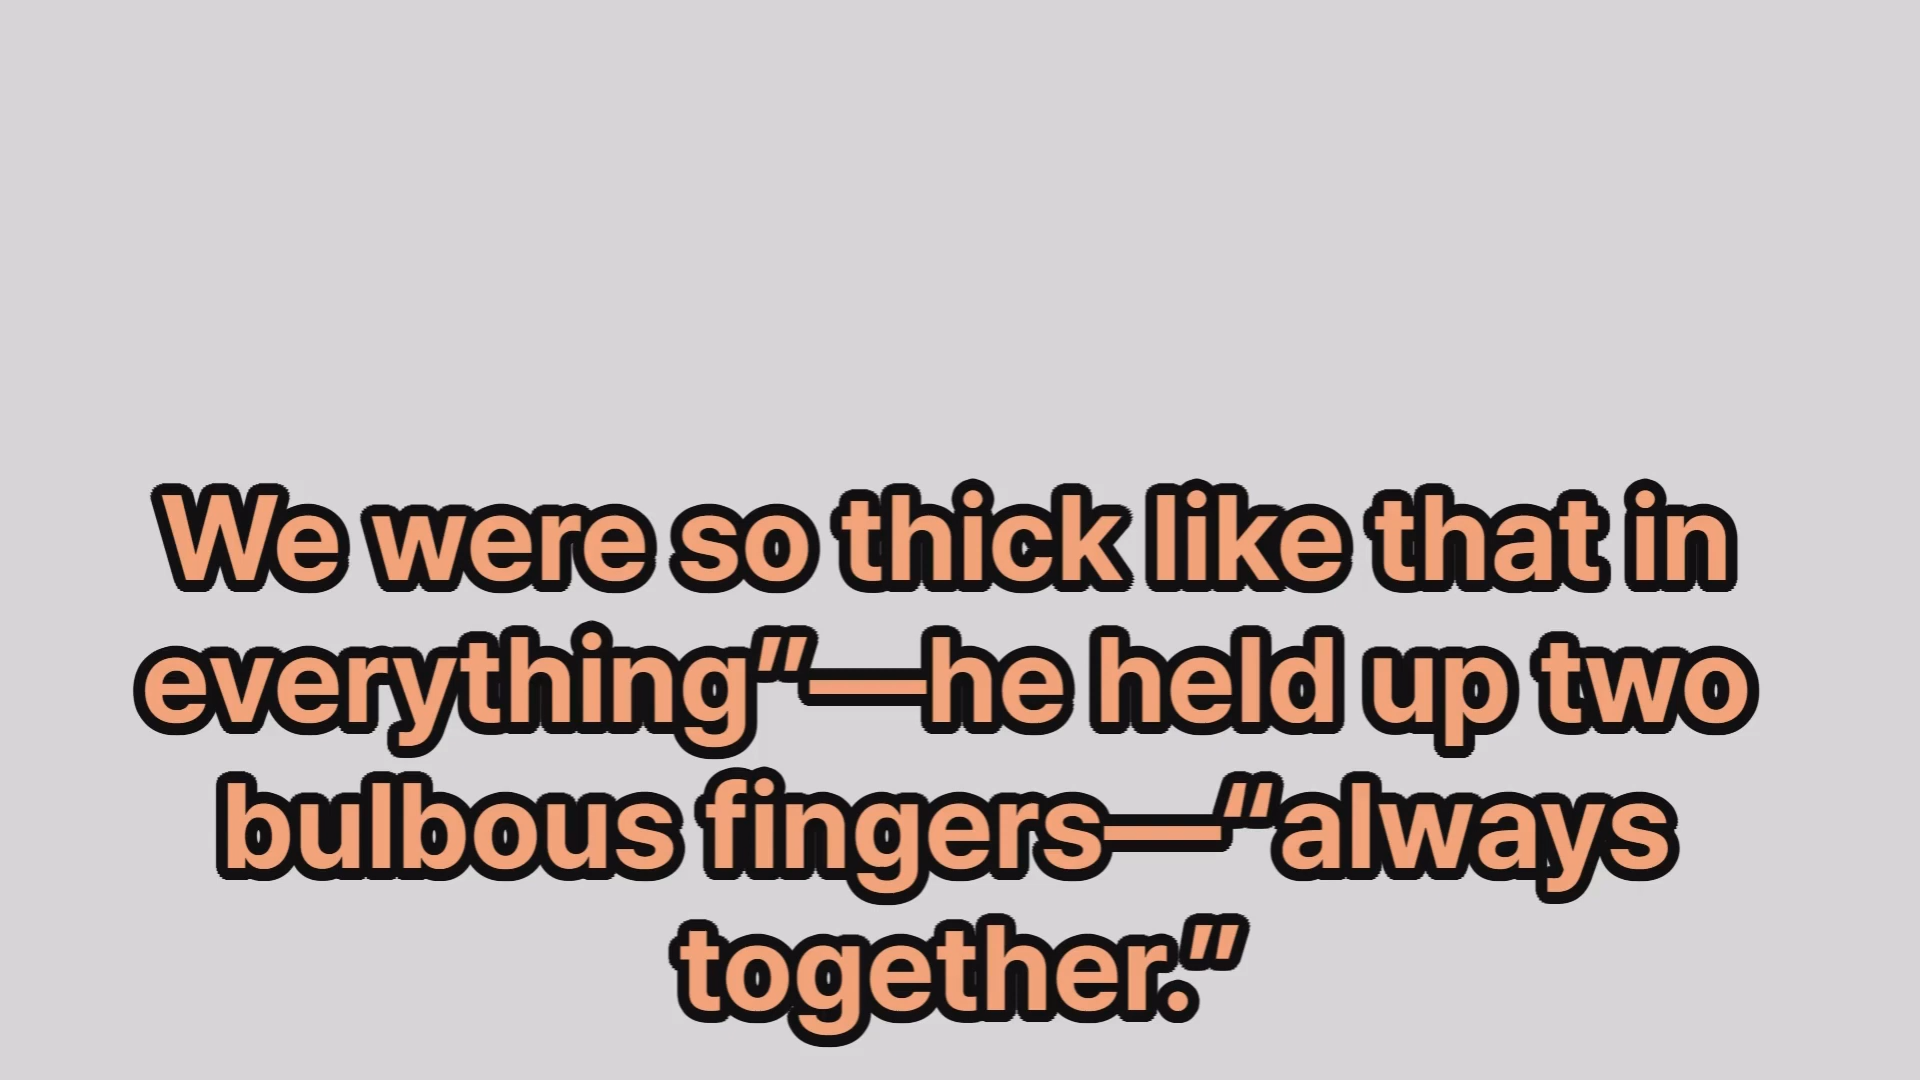 We were so thick like that in
everything”—he held up two
bulbous fingers—“always
together.”